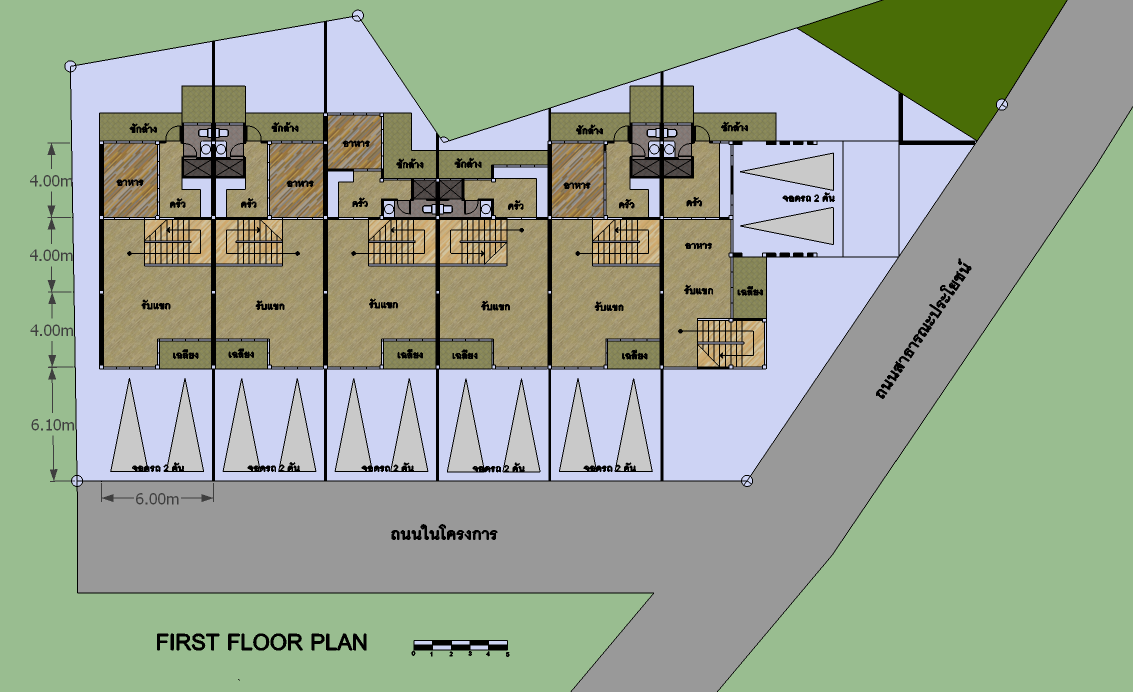 ซักล้าง ซักล้าง ซักล้าง ซักล้าง
อาหาร
ซักล้าง ซักล้าง
4.00m
อาหาร อาหาร อาหาร
จอดรถ 2 คัน
ครัว ครัว ครัว ครัว ครัว ครัว
4.00m
อาหาร
รับแขก รับแขก รับแขก รับแขก รับแขก รับแขก
เฉลียง
4.00m
เฉลียง เฉลียง เฉลียง เฉลียง เฉลียง
ถนนสาธารณะประโยชน์
6.10m
จอดรถ 2 คัน จอดรถ 2 คัน จอดรถ 2 คัน จอดรถ 2 คัน จอดรถ 2 คัน
6.00m
ถนนในโครงการ
FIRST FLOOR PLAN
0 1 2 3 4 5